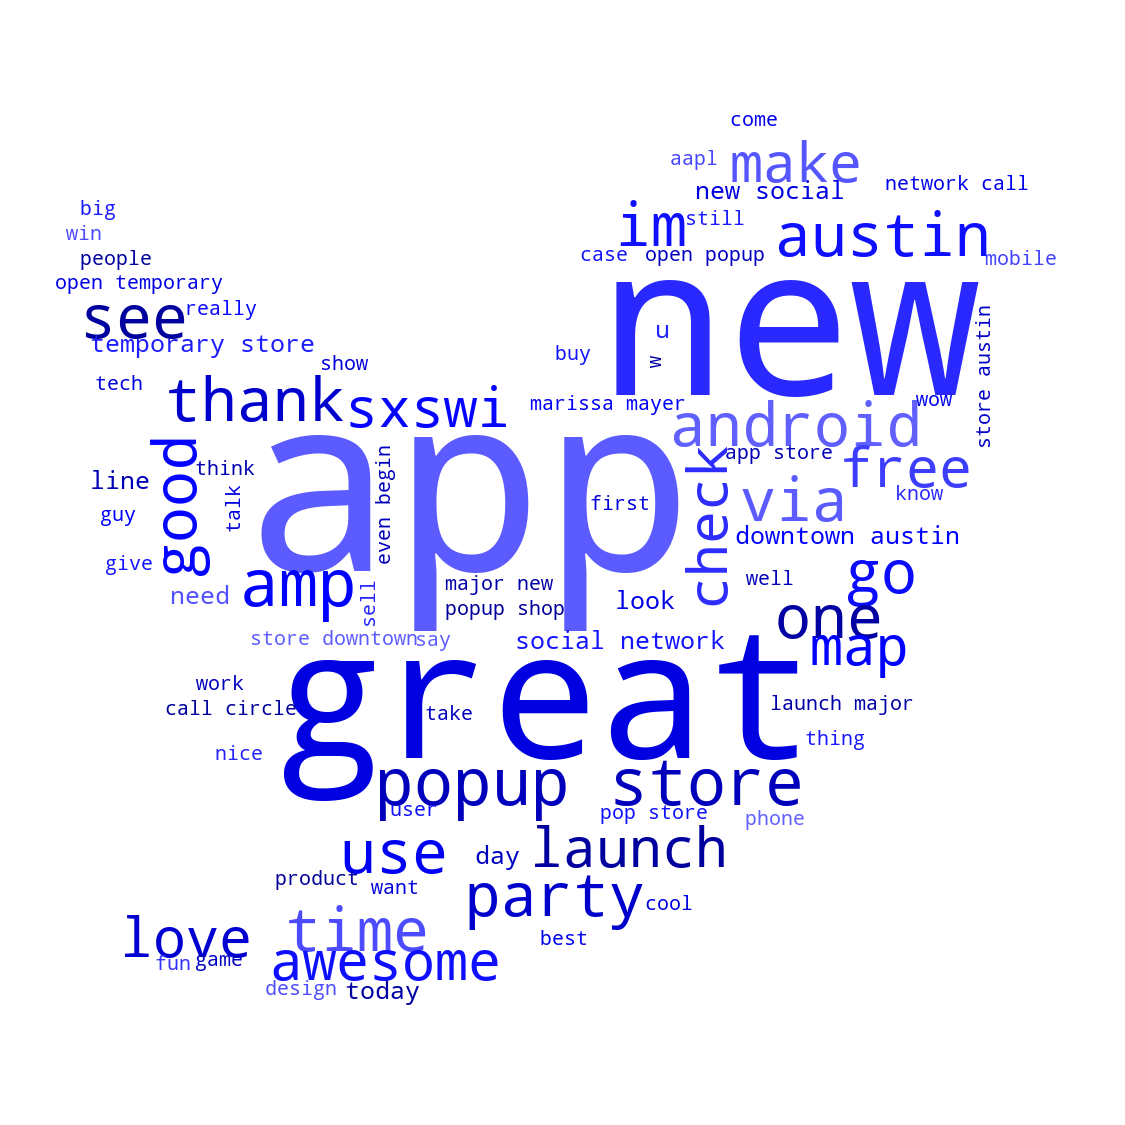 come
aapl
make
new social
network call
big
im
still
win
austin
people
case
open popup
mobile
open temporary
see
really
new
temporary store
u
w
buy
show
store austin
tech
thank
sxswi
marissa mayer
wow
android
app
good
think
even begin
check
app store
free
line
talk
first
via
know
guy
downtown austin
give
amp
major new
well
go
need
sell
popup shop
look
one
store downtown
say
social network
map
great
work
call circle
take
launch major
nice
thing
popup store
user
pop store
phone
use
day
launch
product
want
party
cool
love
time
best
fun
game
awesome
design
today